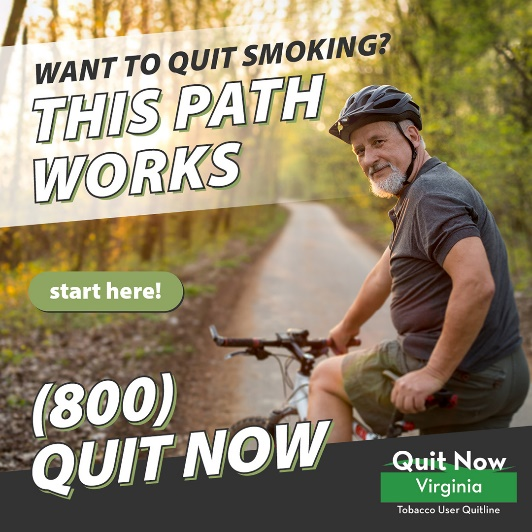 WANT TO QUIT SMOKING?
THIS PATH
WORKS
start here!
(800)
QUIT NOW
Quit Now
Virginia
Tobacco User Quitline